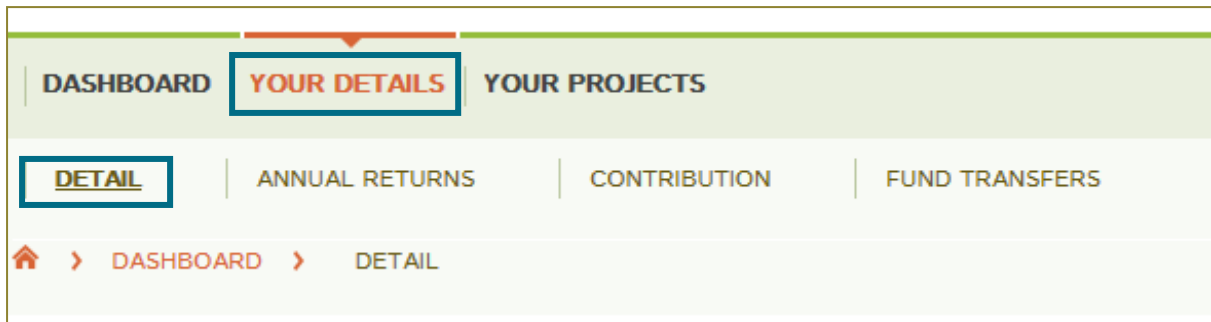 DASHBOARD YOUR DETAILS YOUR PROJECTS
DETAIL ANNUAL RETURNS CONTRIBUTION FUND TRANSFERS
DASHBOARD DETAIL